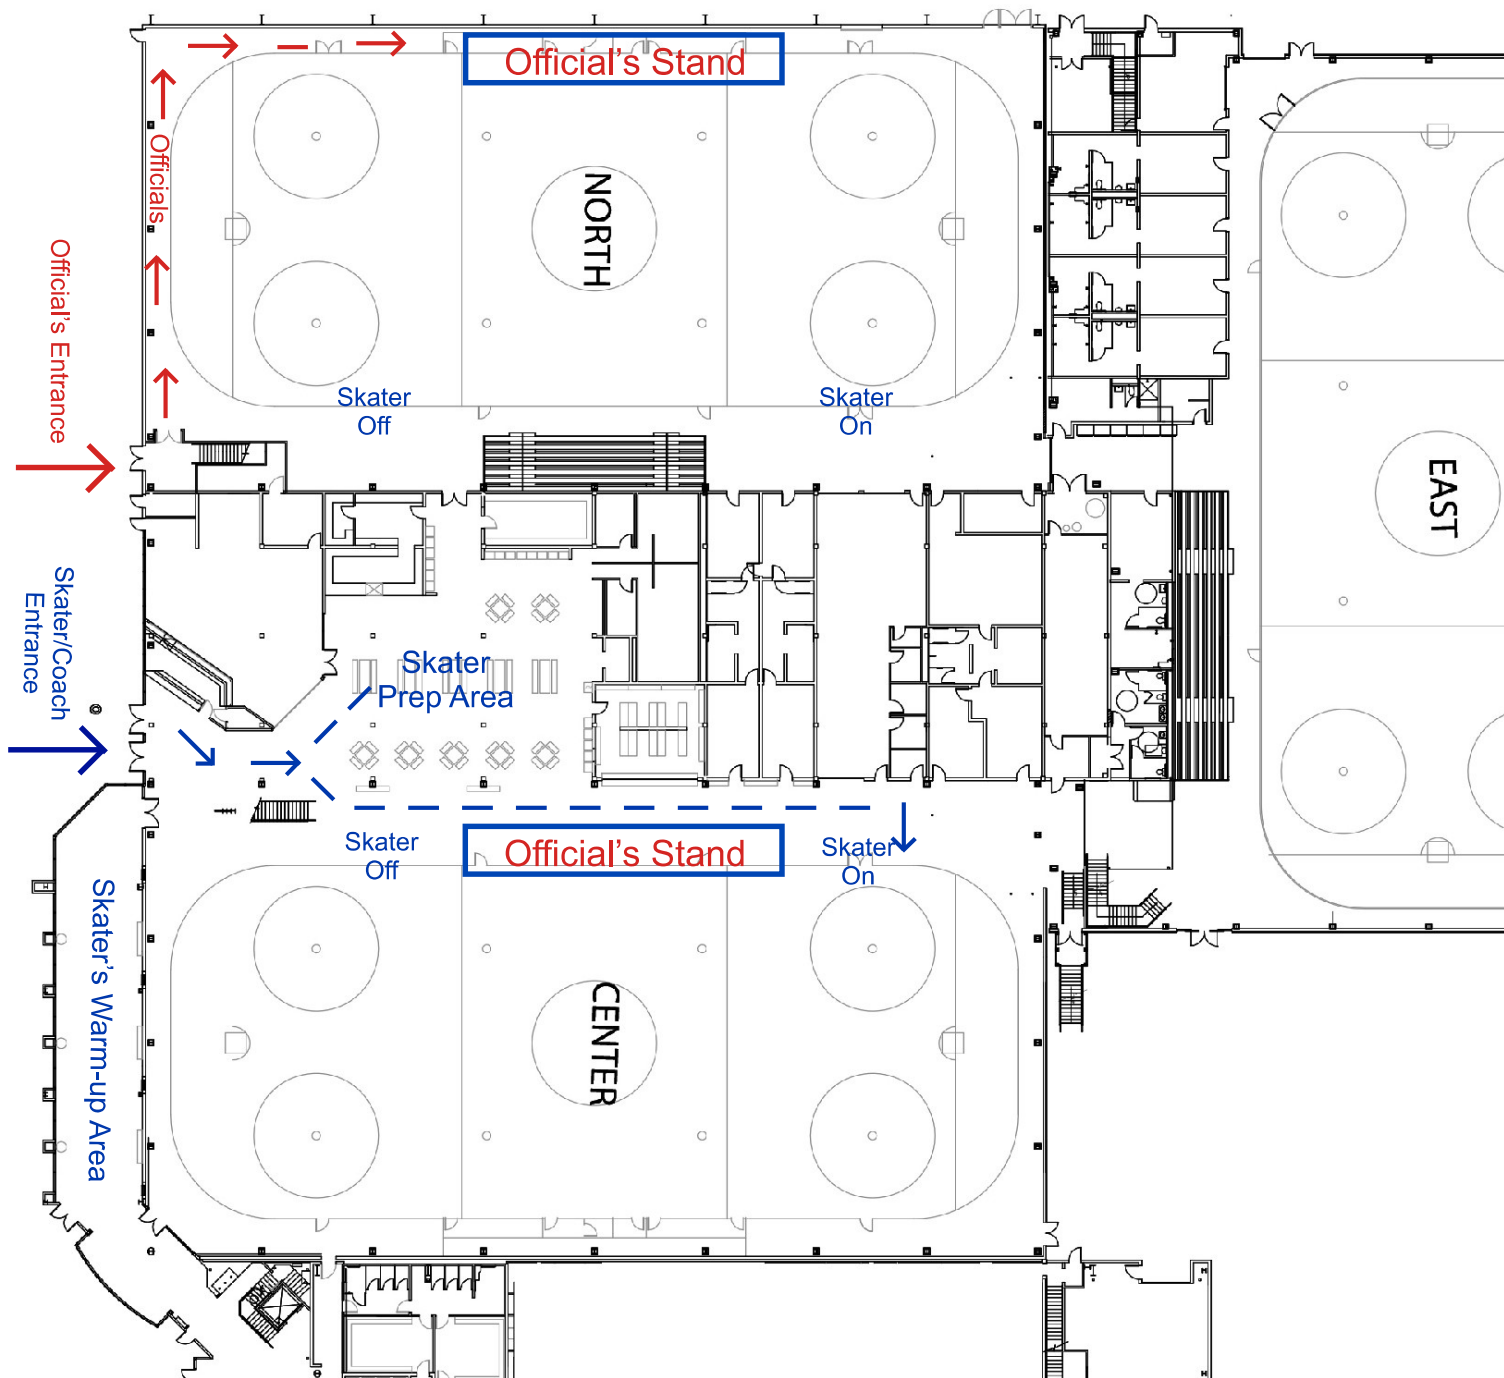 Official's Stand
Officials
NORTH
Official's Entrance
Skater
Off
Skater
On
EAST
Skater/Coach
Entrance
Skater
Prep Area
Skater
Off
Official's Stand
Skater
On
Skater's Warm-up Area
CENTER